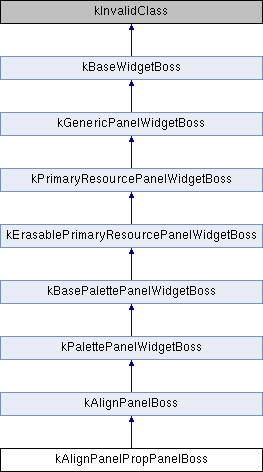 kInvalidClass
kBaseWidgetBoss
kGenericPanelWidgetBoss
kPrimaryResourcePanelWidgetBoss
kErasablePrimaryResourcePanelWidgetBoss
kBasePalettePanelWidgetBoss
kPalettePanelWidgetBoss
kAlignPanelBoss
kAlignPanelPropPanelBoss